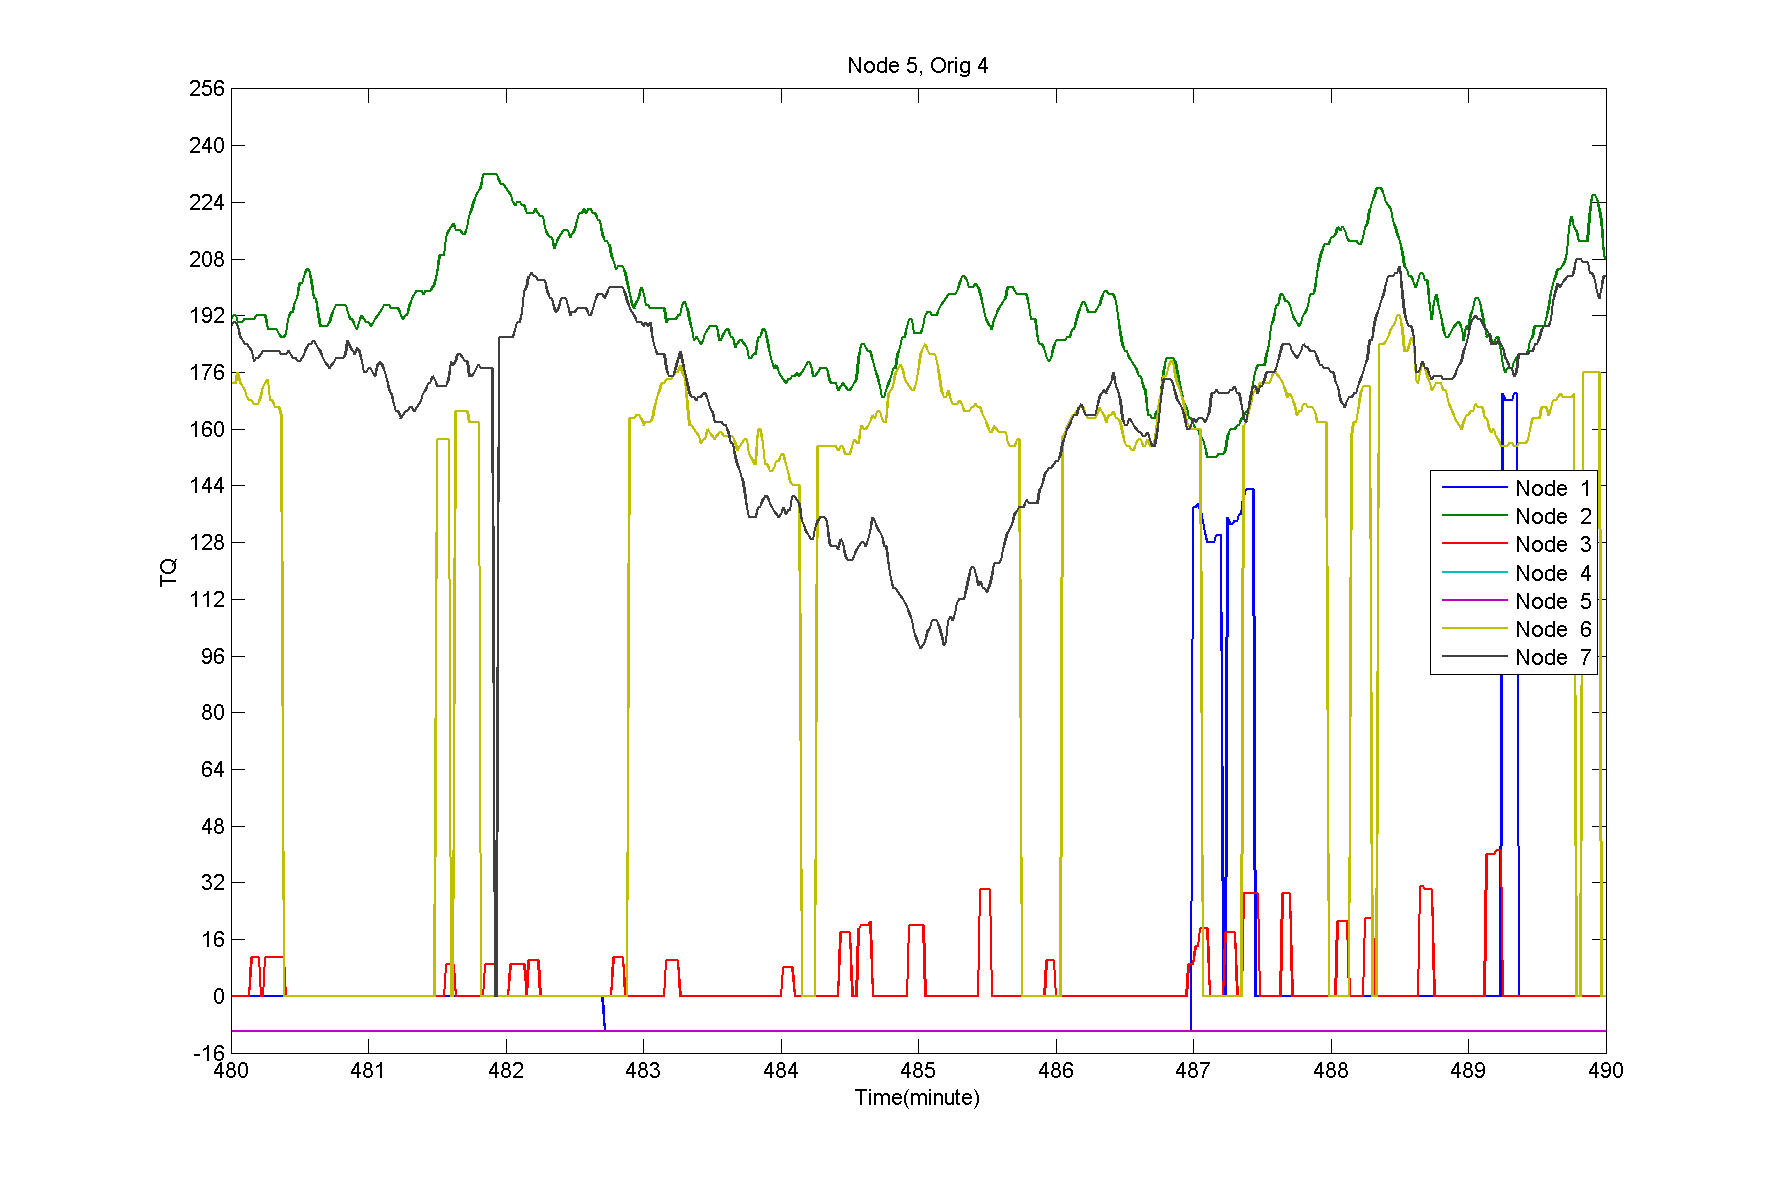 Node 5, Orig 4
256
240
224
208
192
176
160
144
128
112
96
80
64
48
32
16
0
-16
TQ
Node 1
Node 2
Node 3
Node 4
Node 5
Node 6
Node 7
480 481 482 483 484 485 486 487 488 489 490
Time(minute)